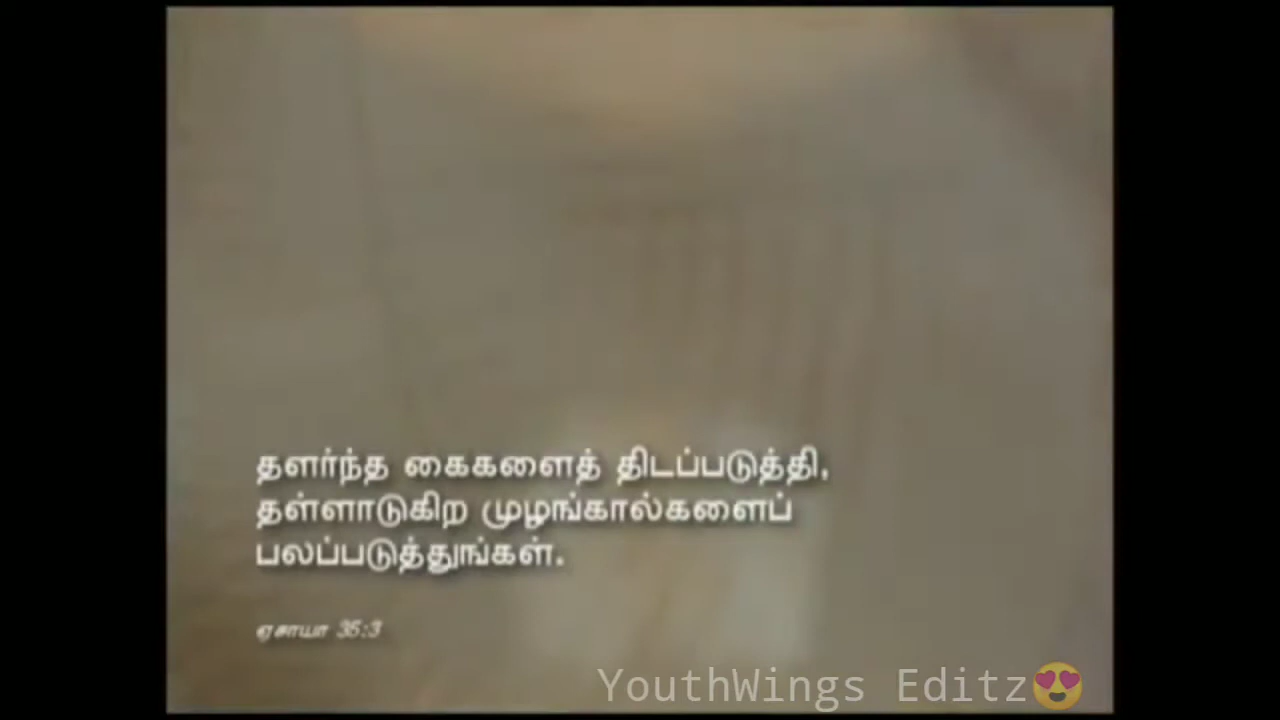 தளர்ந்த கைகளைத் திடப்படுத்தி,
தள்ளாடுகிற முழங்கால்களைப்
பலப்படுத்துங்கள்.
ஏசாயா 35:3
YouthWings Editz😍